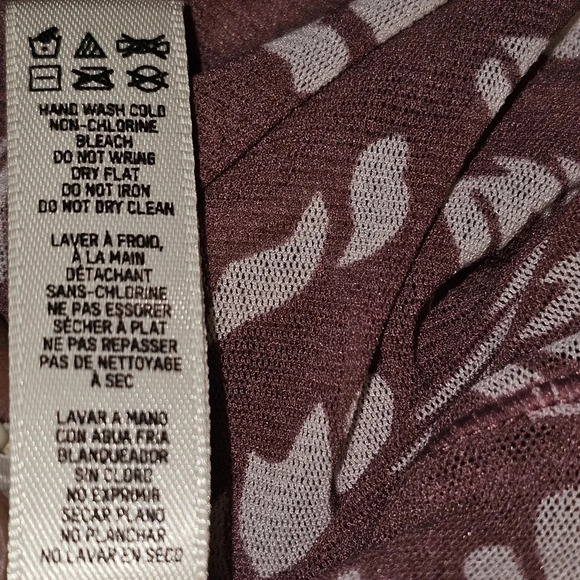 HAND WASH COLD
NON-CHLORINE
BLEACH
DO NOT WRING
DRY FLAT
DO NOT IRON
DO NOT DRY CLEAN
LAVER À FROID,
À LA MAIN
DÉTACHANT
SANS-CHLORINE
NE PAS ESSORER
SÉCHER À PLAT
NE PAS REPASSER
PAS DE NETTOYAGE
À SEC
LAVAR A MANO
CON AGUA FRIA
BLANQUEADOR
SIN CLORO
NO EXPRIMIR
SECAR PLANO
NO PLANCHAR
NO LAVAR EN SECO